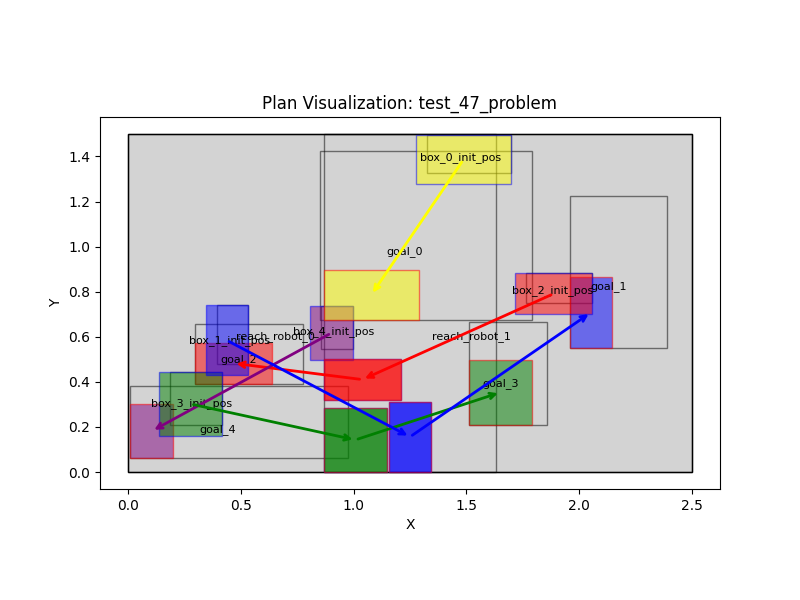 Plan Visualization: test_47_problem
1.4
1.2
1.0
0.8
0.6
0.4
0.2
0.0
Y
box_0_init_pos
goal_0
box_2_init_pos
goal_1
box_4_init_pos
box_1_init_pos
reach_robot_0
reach_robot_1
goal_2
goal_3
box_3_init_pos
goal_4
0.0
0.5
1.0
1.5
2.0
2.5
X